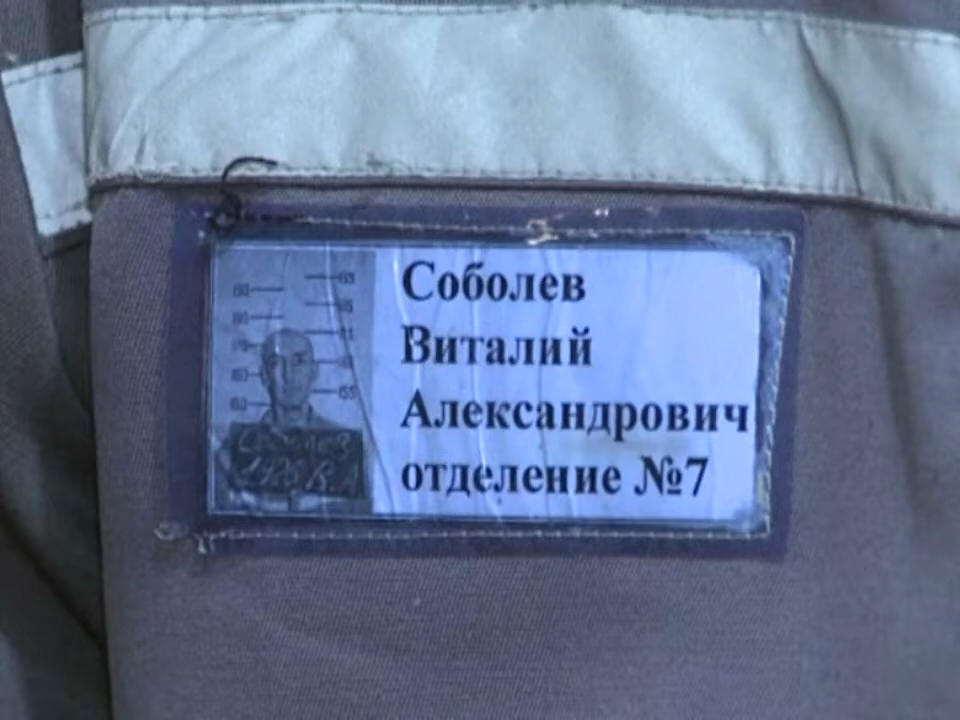 Соболев
Виталий
Александрович
отделение №7